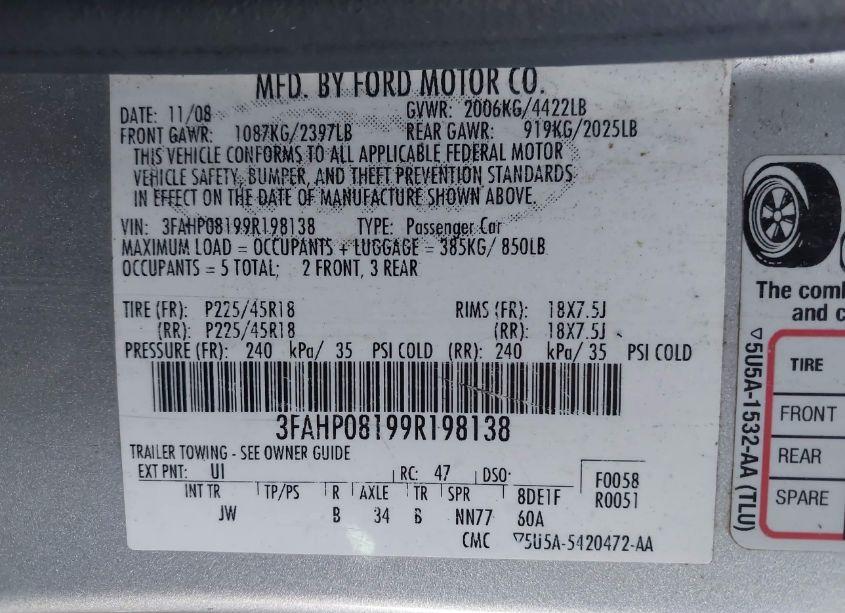 MFD. BY FORD MOTOR CO.
DATE: 11/08 GVWR: 2006KG/4422LB
FRONT GAWR: 1087KG/2397LB REAR GAWR: 919KG/2025LB
THIS VEHICLE CONFORMS TO ALL APPLICABLE FEDERAL MOTOR
VEHICLE SAFETY, BUMPER, AND THEFT PREVENTION STANDARDS
IN EFFECT ON THE DATE OF MANUFACTURE SHOWN ABOVE
VIN: 3FAHP08199R198138 TYPE: Passenger Car
MAXIMUM LOAD = OCCUPANTS + LUGGAGE = 385KG/ 850LB
OCCUPANTS = 5 TOTAL; 2 FRONT, 3 REAR
TIRE (FR): P225/45R18 RIMS (FR): 18X7.5J
(RR): P225/45R18 (RR): 18X7.5J
PRESSURE (FR): 240 kPa/ 35 PSI COLD (RR): 240 kPa/ 35 PSI COLD
3FAHP08199R198138
TRAILER TOWING - SEE OWNER GUIDE
EXT PNT: UI RC: 47 DSO: F0058
R0051
INT TR TP/PS R AXLE TR SPR 8DE1F
JW B 34 B NN77 60A
CMC ▽5U5A-5420472-AA
The comb
and c
▽5U5A-1532-AA (TLU)
TIRE
FRONT
REAR
SPARE